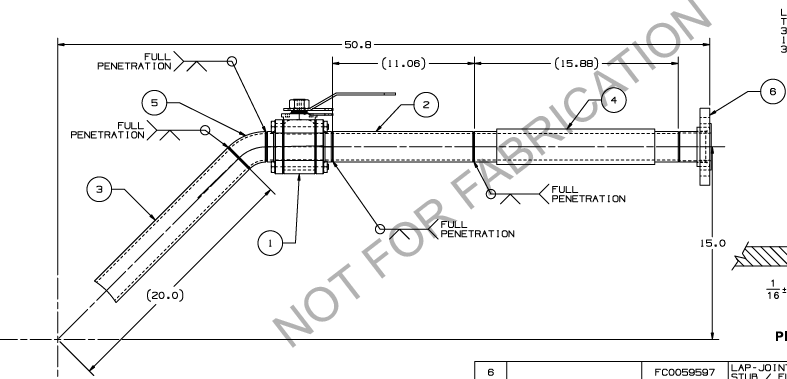 50.8
FULL
PENETRATION
(11.06)
(15.88)
6
5
2
4
FULL
PENETRATION
3
FULL
PENETRATION
FULL
PENETRATION
1
15.0
(20.0)
1
16
NOT FOR FABRICATION
6 FC0059597 LAP-JOIN
STUB /